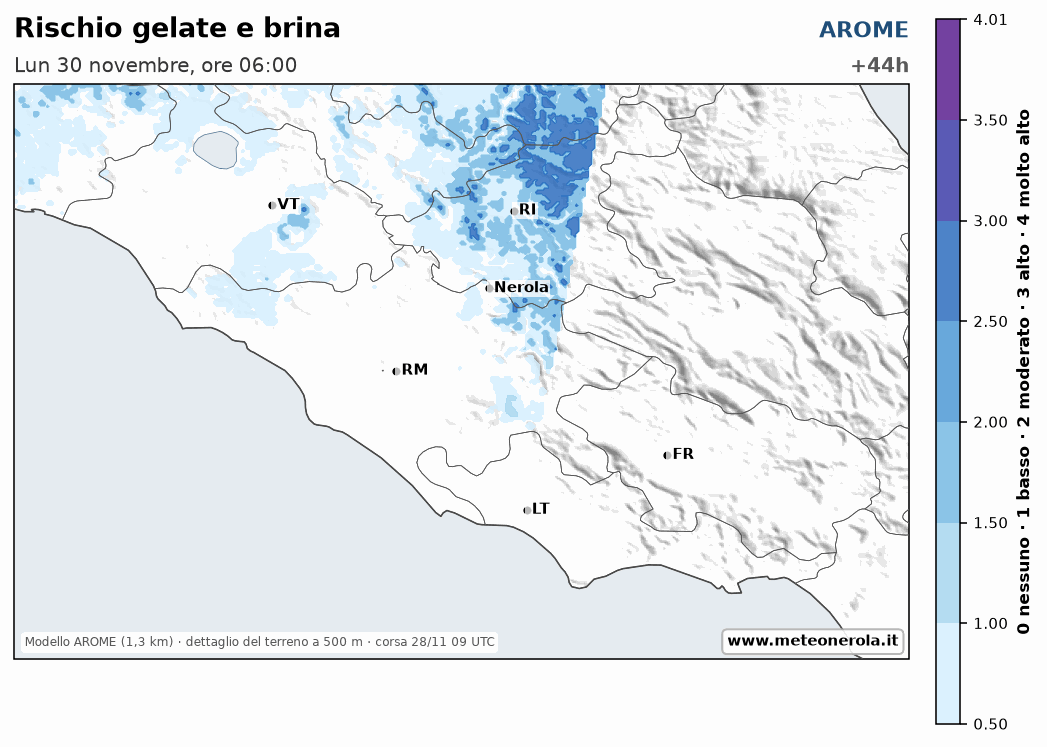 Rischio gelate e brina
AROME
Lun 30 novembre, ore 06:00
+44h
VT
RI
Nerola
RM
FR
LT
Modello AROME (1,3 km) · dettaglio del terreno a 500 m · corsa 28/11 09 UTC
www.meteonerola.it
4.01
3.50
3.00
2.50
2.00
1.50
1.00
0.50
0 nessuno · 1 basso · 2 moderato · 3 alto · 4 molto alto